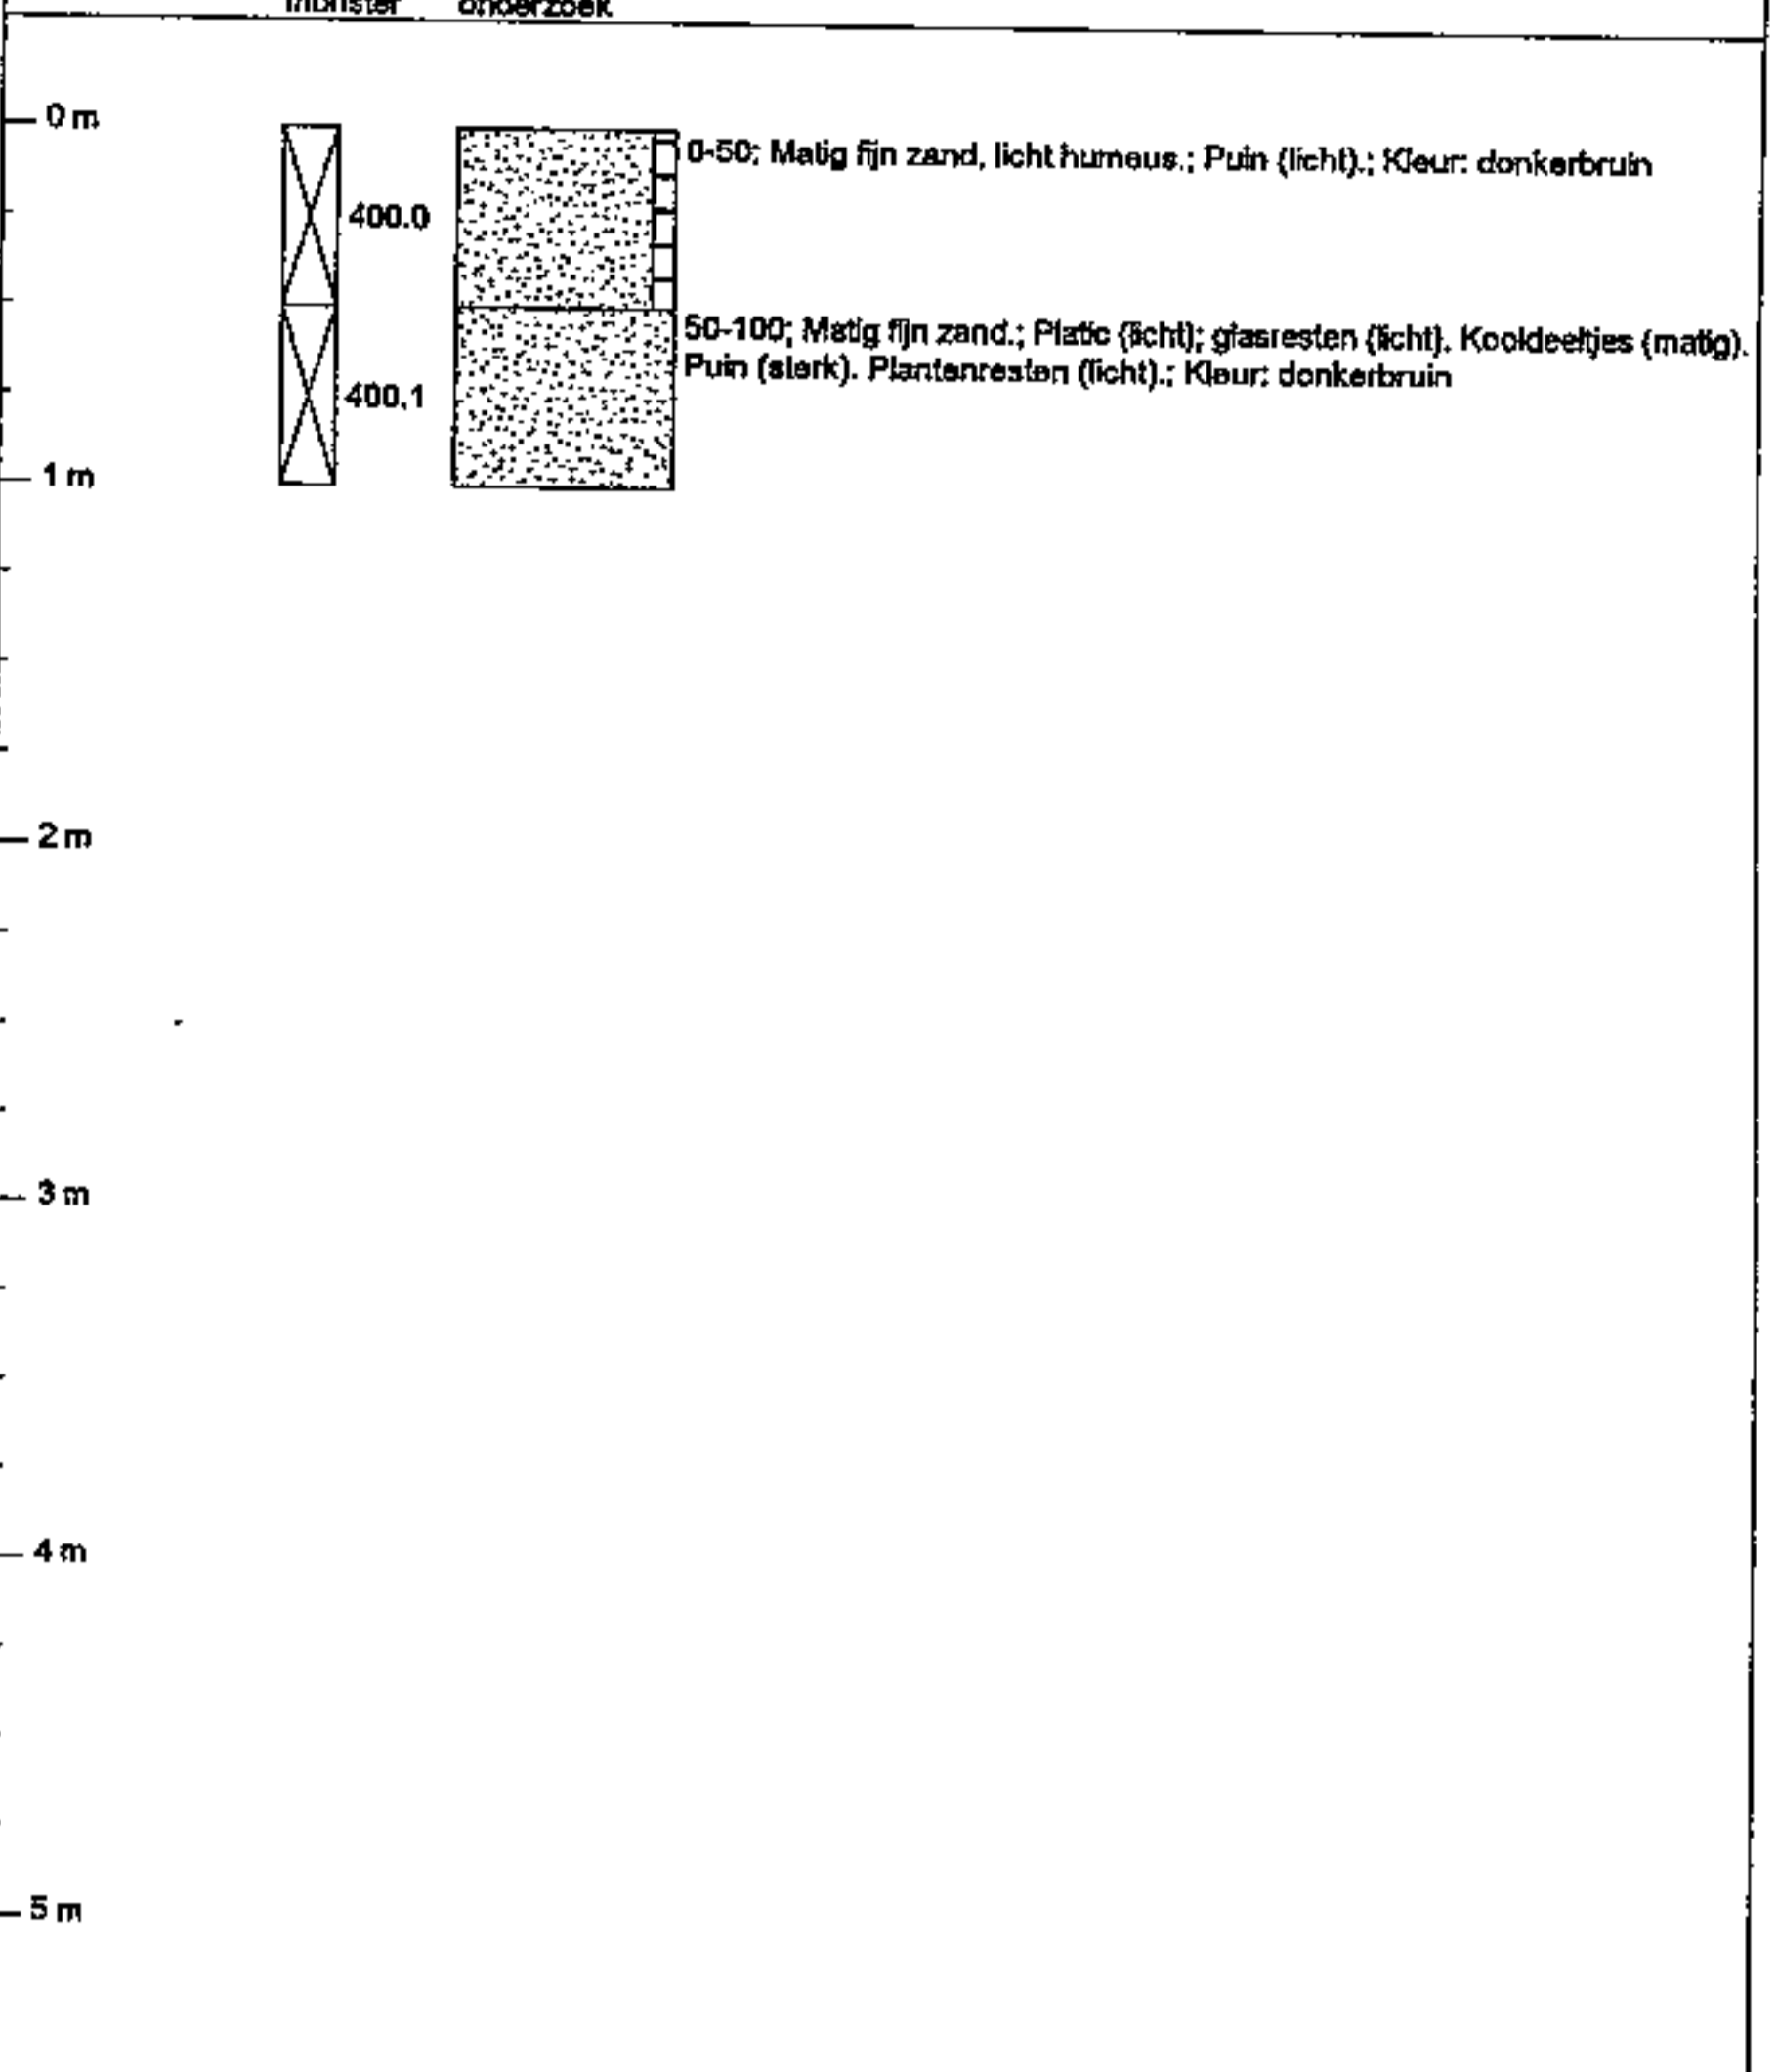 monster onderzoek
0 m
0-50; Matig fijn zand, licht humeus.; Puin (licht).; Kleur: donkerbruin
400.0
50-100; Matig fijn zand.; Platic (licht); glasresten (licht). Kooldeeltjes (matig).
Puin (sterk). Plantenresten (licht).; Kleur: donkerbruin
400.1
1 m
2 m
3 m
4 m
5 m